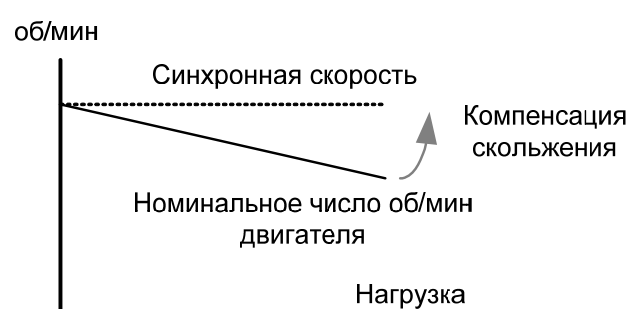 об/мин
Синхронная скорость
Компенсация
скольжения
Номинальное число об/мин
двигателя
Нагрузка